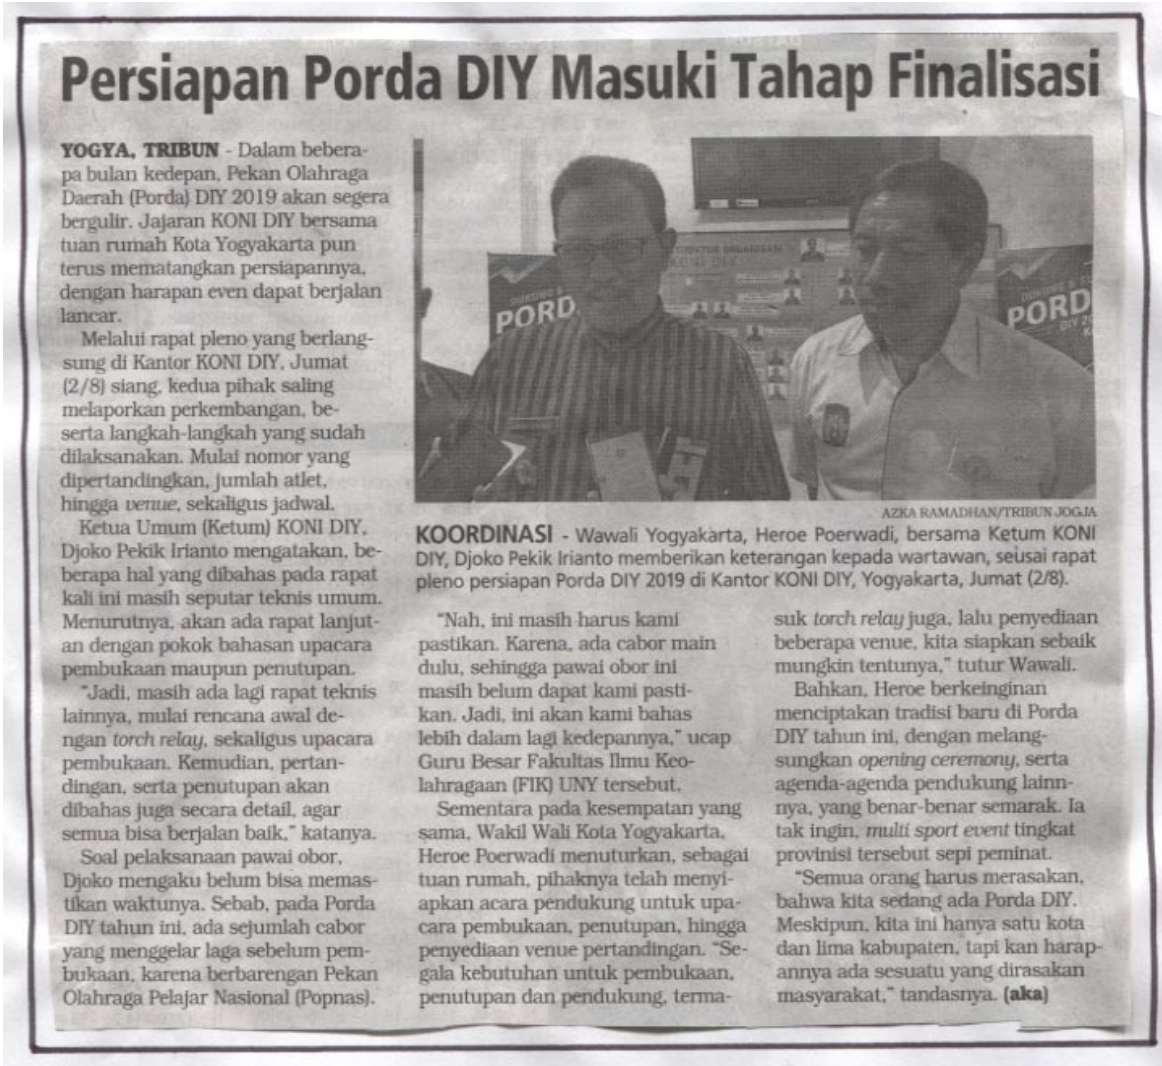 Persiapan Porda DIY Masuki Tahap Finalisasi
YOGYA, TRIBUN - Dalam bebera-
pa bulan kedepan, Pekan Olahraga
Daerah (Porda) DIY 2019 akan segera
bergulir. Jajaran KONI DIY bersama
tuan rumah Kota Yogyakarta pun
terus mematangkan persiapannya,
dengan harapan even dapat berjalan
lancar.
Melalui rapat pleno yang berlang-
sung di Kantor KONI DIY, Jumat
(2/8) siang, kedua pihak saling
melaporkan perkembangan, be-
serta langkah-langkah yang sudah
dilaksanakan. Mulai nomor yang
dipertandingkan, jumlah atlet,
hingga venue, sekaligus jadwal.
Ketua Umum (Ketum) KONI DIY,
Djoko Pekik Irianto mengatakan, be-
berapa hal yang dibahas pada rapat
kali ini masih seputar teknis umum.
Menurutnya, akan ada rapat lanjut-
an dengan pokok bahasan upacara
pembukaan maupun penutupan.
"Jadi, masih ada lagi rapat teknis
lainnya, mulai rencana awal de-
ngan torch relay, sekaligus upacara
pembukaan. Kemudian, pertan-
dingan, serta penutupan akan
dibahas juga secara detail, agar
semua bisa berjalan baik," katanya.
Soal pelaksanaan pawai obor,
Djoko mengaku belum bisa memas-
tikan waktunya. Sebab, pada Porda
DIY tahun ini, ada sejumlah cabor
yang menggelar laga sebelum pem-
bukaan, karena berbarengan Pekan
Olahraga Pelajar Nasional (Popnas).
STRUKTUR ORGANISASI
KONI DIY
DUKUNG &
PORD
DUKUNG & SU
PORD
DIY 20
AZKA RAMADHAN/TRIBUN JOGJA
KOORDINASI - Wawali Yogyakarta, Heroe Poerwadi, bersama Ketum KONI
DIY, Djoko Pekik Irianto memberikan keterangan kepada wartawan, seusai rapat
pleno persiapan Porda DIY 2019 di Kantor KONI DIY, Yogyakarta, Jumat (2/8).
"Nah, ini masih harus kami
pastikan. Karena, ada cabor main
dulu, sehingga pawai obor ini
masih belum dapat kami pasti-
kan. Jadi, ini akan kami bahas
lebih dalam lagi kedepannya," ucap
Guru Besar Fakultas Ilmu Keo-
lahragaan (FIK) UNY tersebut.
Sementara pada kesempatan yang
sama, Wakil Wali Kota Yogyakarta,
Heroe Poerwadi menuturkan, sebagai
tuan rumah, pihaknya telah menyi-
apkan acara pendukung untuk upa-
cara pembukaan, penutupan, hingga
penyediaan venue pertandingan. "Se-
gala kebutuhan untuk pembukaan,
penutupan dan pendukung, terma-
suk torch relay juga, lalu penyediaan
beberapa venue, kita siapkan sebaik
mungkin tentunya," tutur Wawali.
Bahkan, Heroe berkeinginan
menciptakan tradisi baru di Porda
DIY tahun ini, dengan melang-
sungkan opening ceremony, serta
agenda-agenda pendukung lainn-
nya, yang benar-benar semarak. Ia
tak ingin, multi sport event tingkat
provinisi tersebut sepi peminat.
"Semua orang harus merasakan,
bahwa kita sedang ada Porda DIY.
Meskipun, kita ini hanya satu kota
dan lima kabupaten, tapi kan harap-
annya ada sesuatu yang dirasakan
masyarakat," tandasnya. (aka)